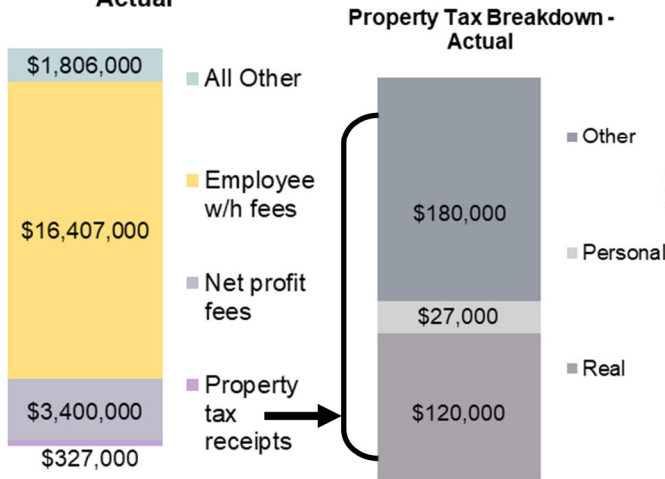 Actual
Property Tax Breakdown -
Actual
$1,806,000
All Other
Employee
w/h fees
$16,407,000
Net profit
fees
$3,400,000
Property
tax
receipts
$327,000
Other
$180,000
Personal
$27,000
Real
$120,000